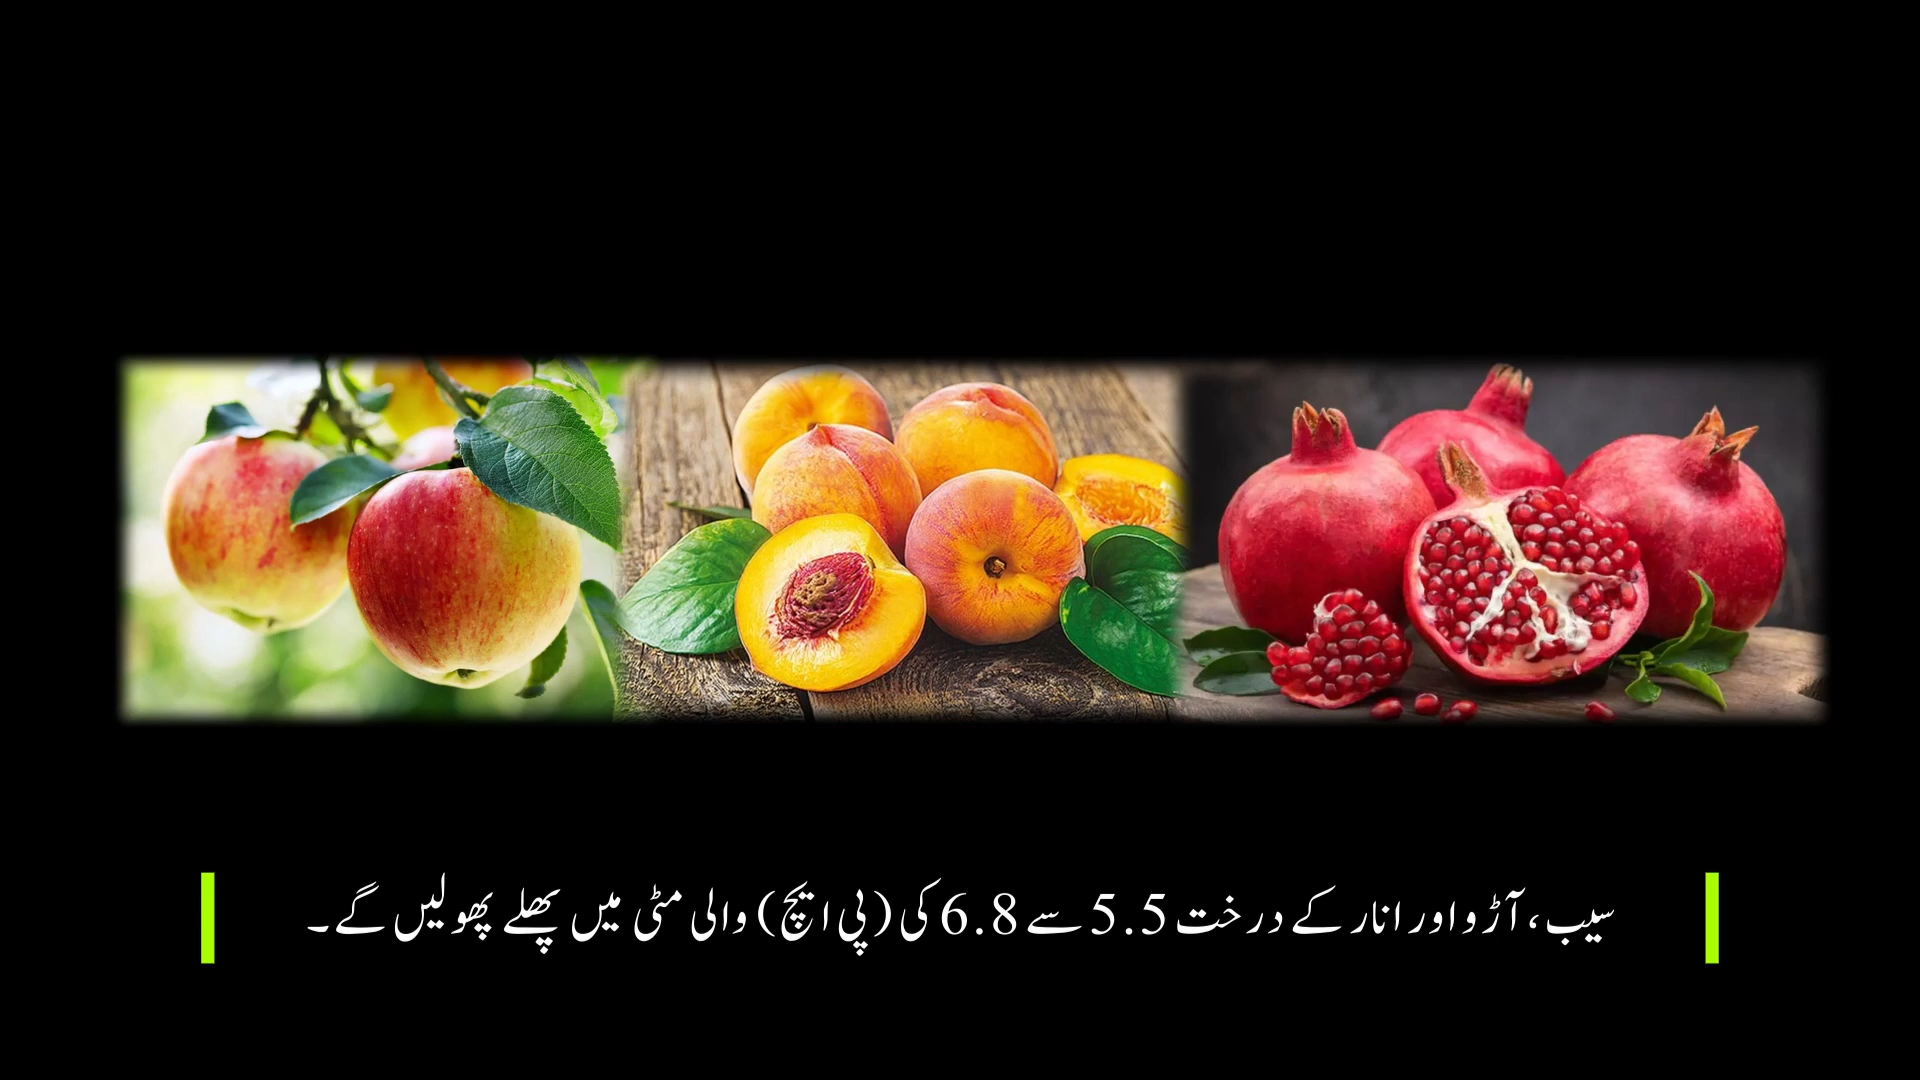 سیب، آڑو اور انار کے درخت 5.5 سے 6.8 کی (پی ایچ) والی مٹی میں پھلے پھولیں گے۔